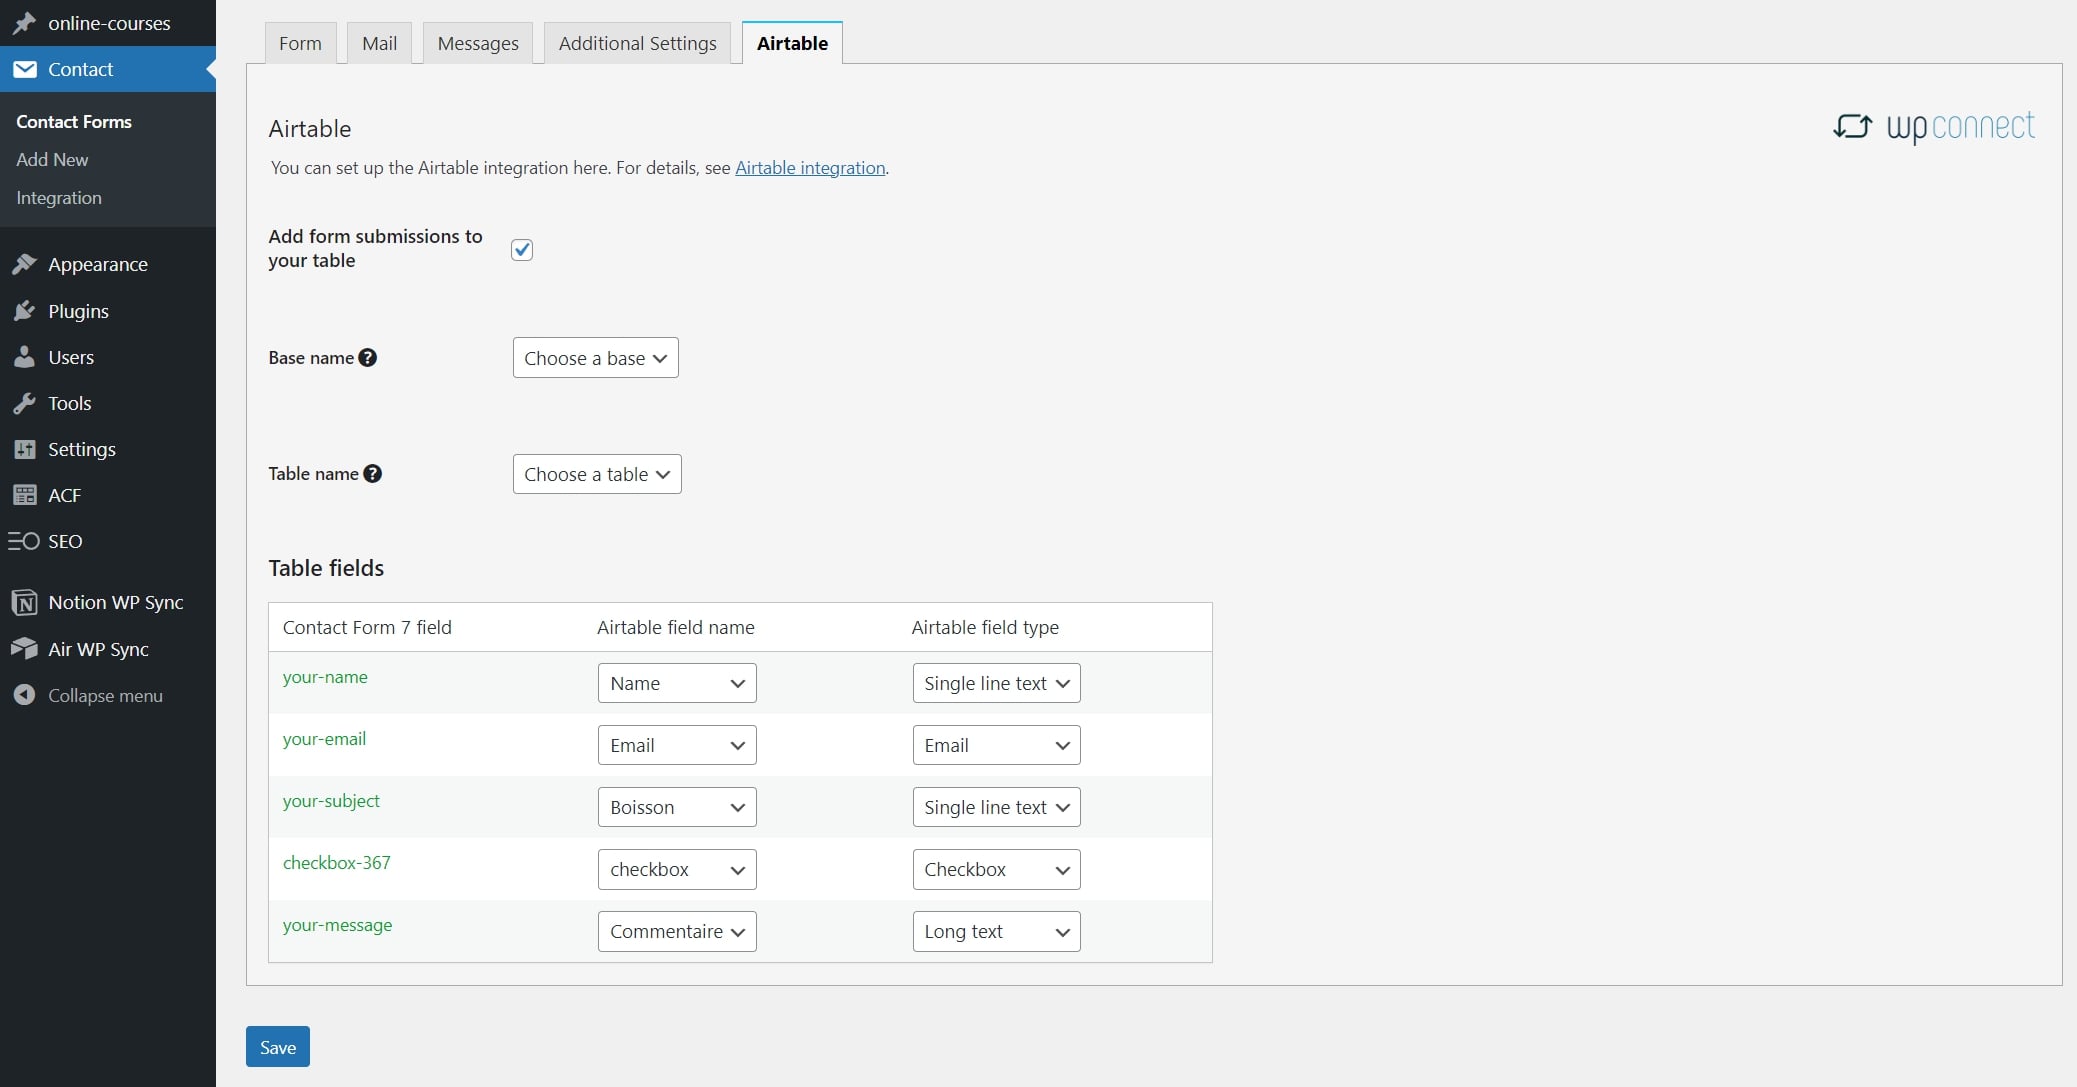 online-courses
Contact
Contact Forms
Add New
Integration
Appearance
Plugins
Users
Tools
Settings
ACF
SEO
Notion WP Sync
Air WP Sync
Collapse menu
Form Mail Messages Additional Settings Airtable
Airtable
wpconnect
You can set up the Airtable integration here. For details, see Airtable integration.
Add form submissions to
your table
Base name ? Choose a base
Table name ? Choose a table
Table fields
Contact Form 7 field Airtable field name Airtable field type
your-name Name Single line text
your-email Email Email
your-subject Boisson Single line text
checkbox-367 checkbox Checkbox
your-message Commentaire Long text
Save